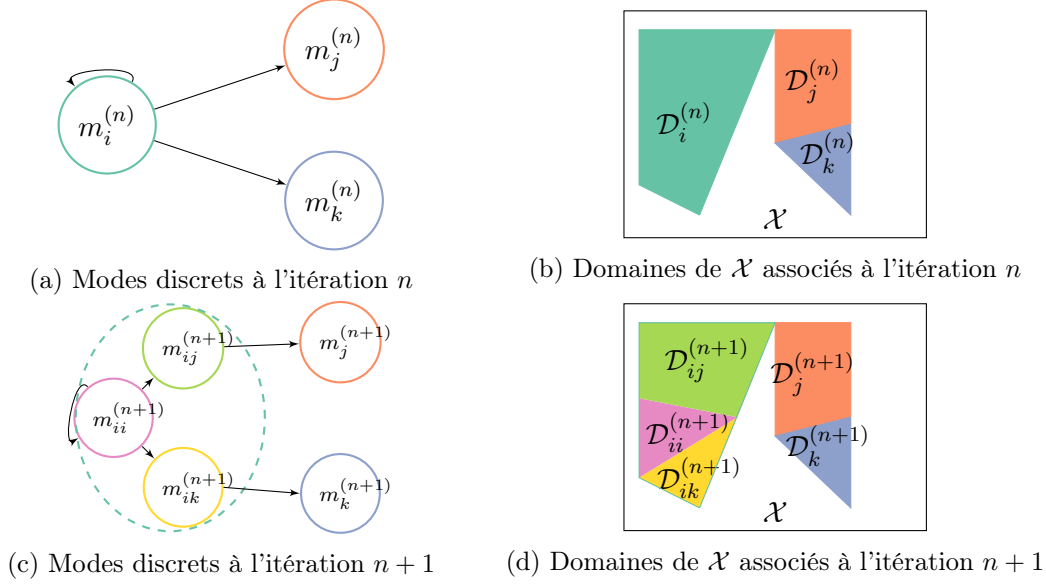 m_i^{(n)}
m_j^{(n)}
m_k^{(n)}
(a) Modes discrets à l'itération n
𝒟_i^{(n)}
𝒟_j^{(n)}
𝒟_k^{(n)}
𝒳
(b) Domaines de 𝒳 associés à l'itération n
m_{ij}^{(n+1)}
m_j^{(n+1)}
m_{ii}^{(n+1)}
m_{ik}^{(n+1)}
m_k^{(n+1)}
(c) Modes discrets à l'itération n + 1
𝒟_{ij}^{(n+1)}
𝒟_j^{(n+1)}
𝒟_{ii}^{(n+1)}
𝒟_k^{(n+1)}
𝒟_{ik}^{(n+1)}
𝒳
(d) Domaines de 𝒳 associés à l'itération n + 1